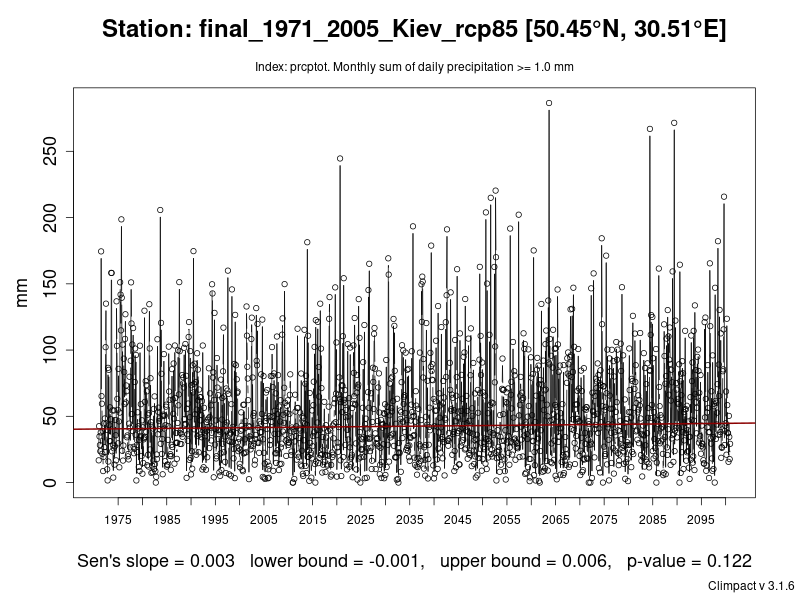 Station: final_1971_2005_Kiev_rcp85 [50.45°N, 30.51°E]
Index: prcptot. Monthly sum of daily precipitation >= 1.0 mm
mm
250
200
150
100
50
0
1975 1985 1995 2005 2015 2025 2035 2045 2055 2065 2075 2085 2095
Sen's slope = 0.003 lower bound = -0.001, upper bound = 0.006, p-value = 0.122
Climpact v 3.1.6